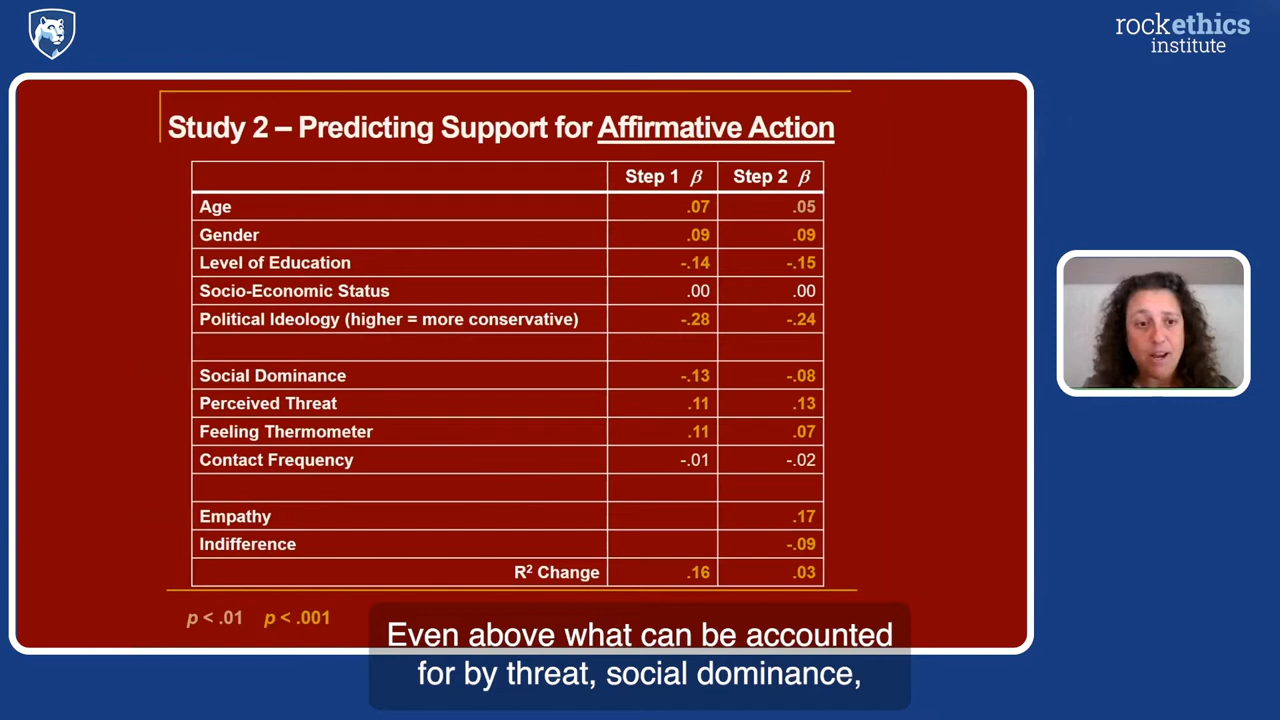 rockethics
institute
Study 2 – Predicting Support for Affirmative Action
Step 1 β Step 2 β
Age .07 .05
Gender .09 .09
Level of Education -.14 -.15
Socio-Economic Status .00 .00
Political Ideology (higher = more conservative) -.28 -.24
Social Dominance -.13 -.08
Perceived Threat .11 .13
Feeling Thermometer .11 .07
Contact Frequency -.01 -.02
Empathy .17
Indifference -.09
R² Change .16 .03
p < .01 p < .001
Even above what can be accounted
for by threat, social dominance,